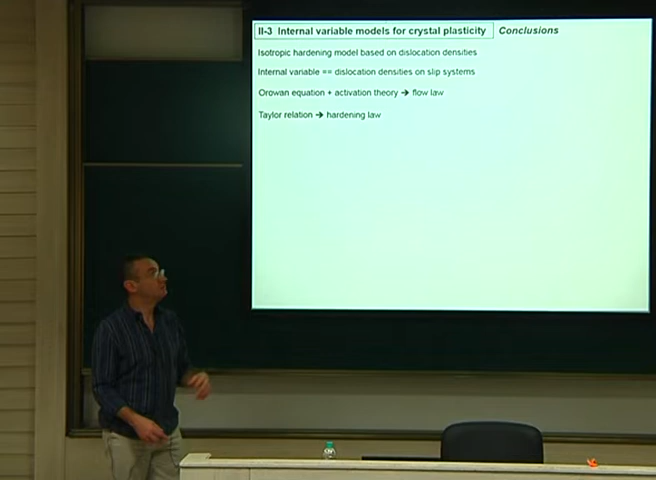 II-3 Internal variable models for crystal plasticity Conclusions
Isotropic hardening model based on dislocation densities
Internal variable == dislocation densities on slip systems
Orowan equation + activation theory → flow law
Taylor relation → hardening law